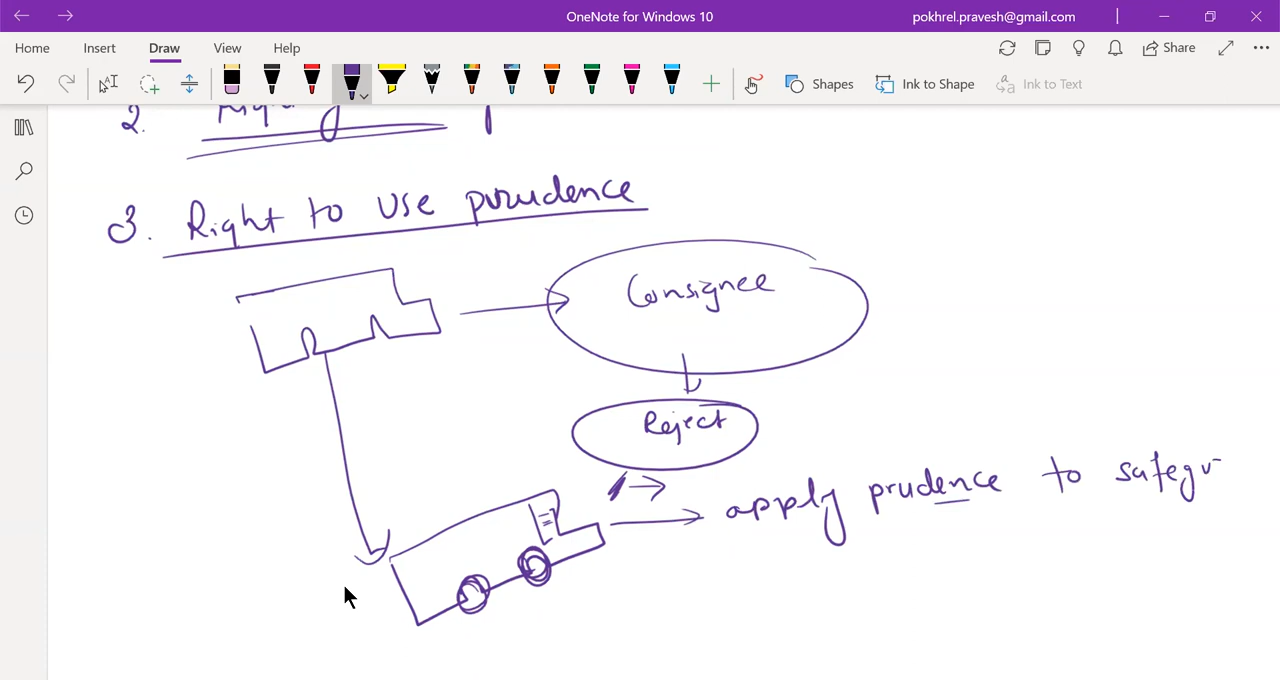 OneNote for Windows 10
pokhrel.pravesh@gmail.com
Home Insert Draw View Help
Share
Shapes Ink to Shape Ink to Text
2.
3. Right to use prudence
Consignee
Reject
apply prudence to safegu